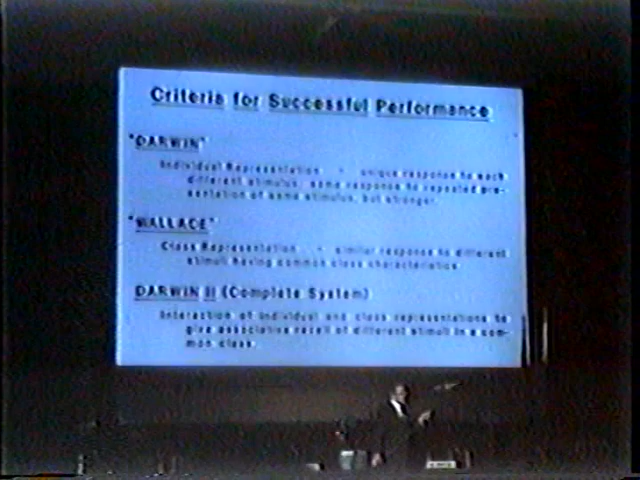 Criteria for Successful Performance
"DARWIN"
Individual Representation - unique response to each
different stimulus, same response to repeated pre-
sentation of same stimulus, but stronger.
"WALLACE"
Class Representation - similar response to different
stimuli having common class characteristics.
DARWIN II (Complete System)
Interaction of individual and class representations to
give associative recall of different stimuli in a com-
mon class.